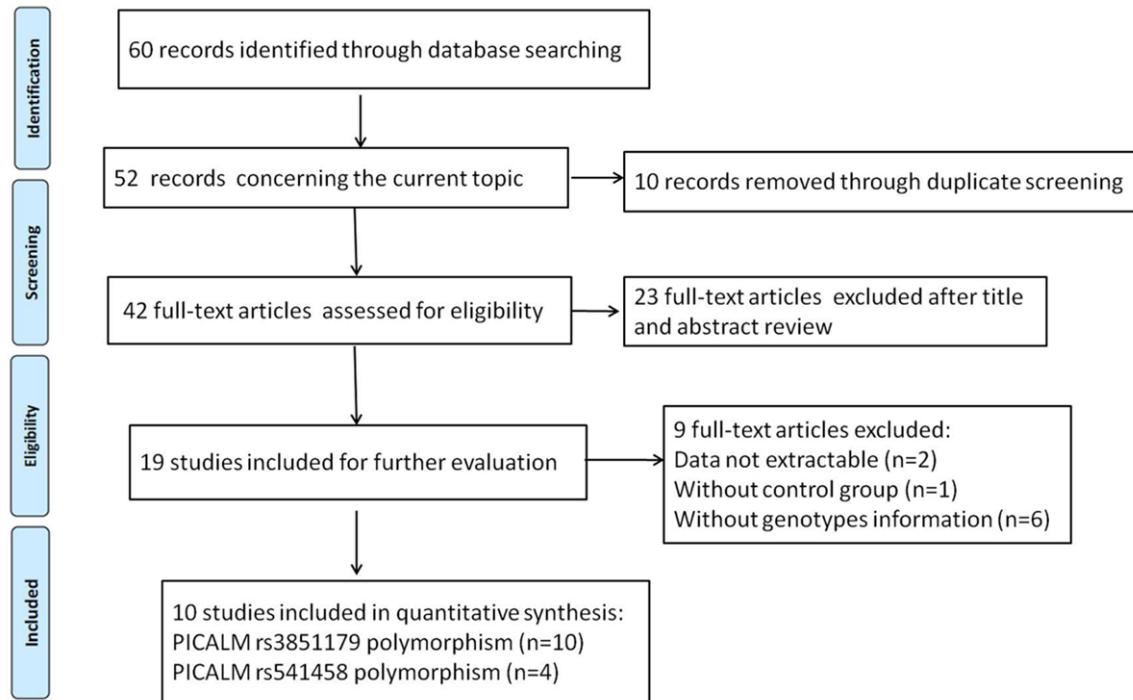 Identification
60 records identified through database searching
52 records concerning the current topic
10 records removed through duplicate screening
Screening
42 full-text articles assessed for eligibility
23 full-text articles excluded after title
and abstract review
Eligibility
19 studies included for further evaluation
9 full-text articles excluded:
Data not extractable (n=2)
Without control group (n=1)
Without genotypes information (n=6)
Included
10 studies included in quantitative synthesis:
PICALM rs3851179 polymorphism (n=10)
PICALM rs541458 polymorphism (n=4)